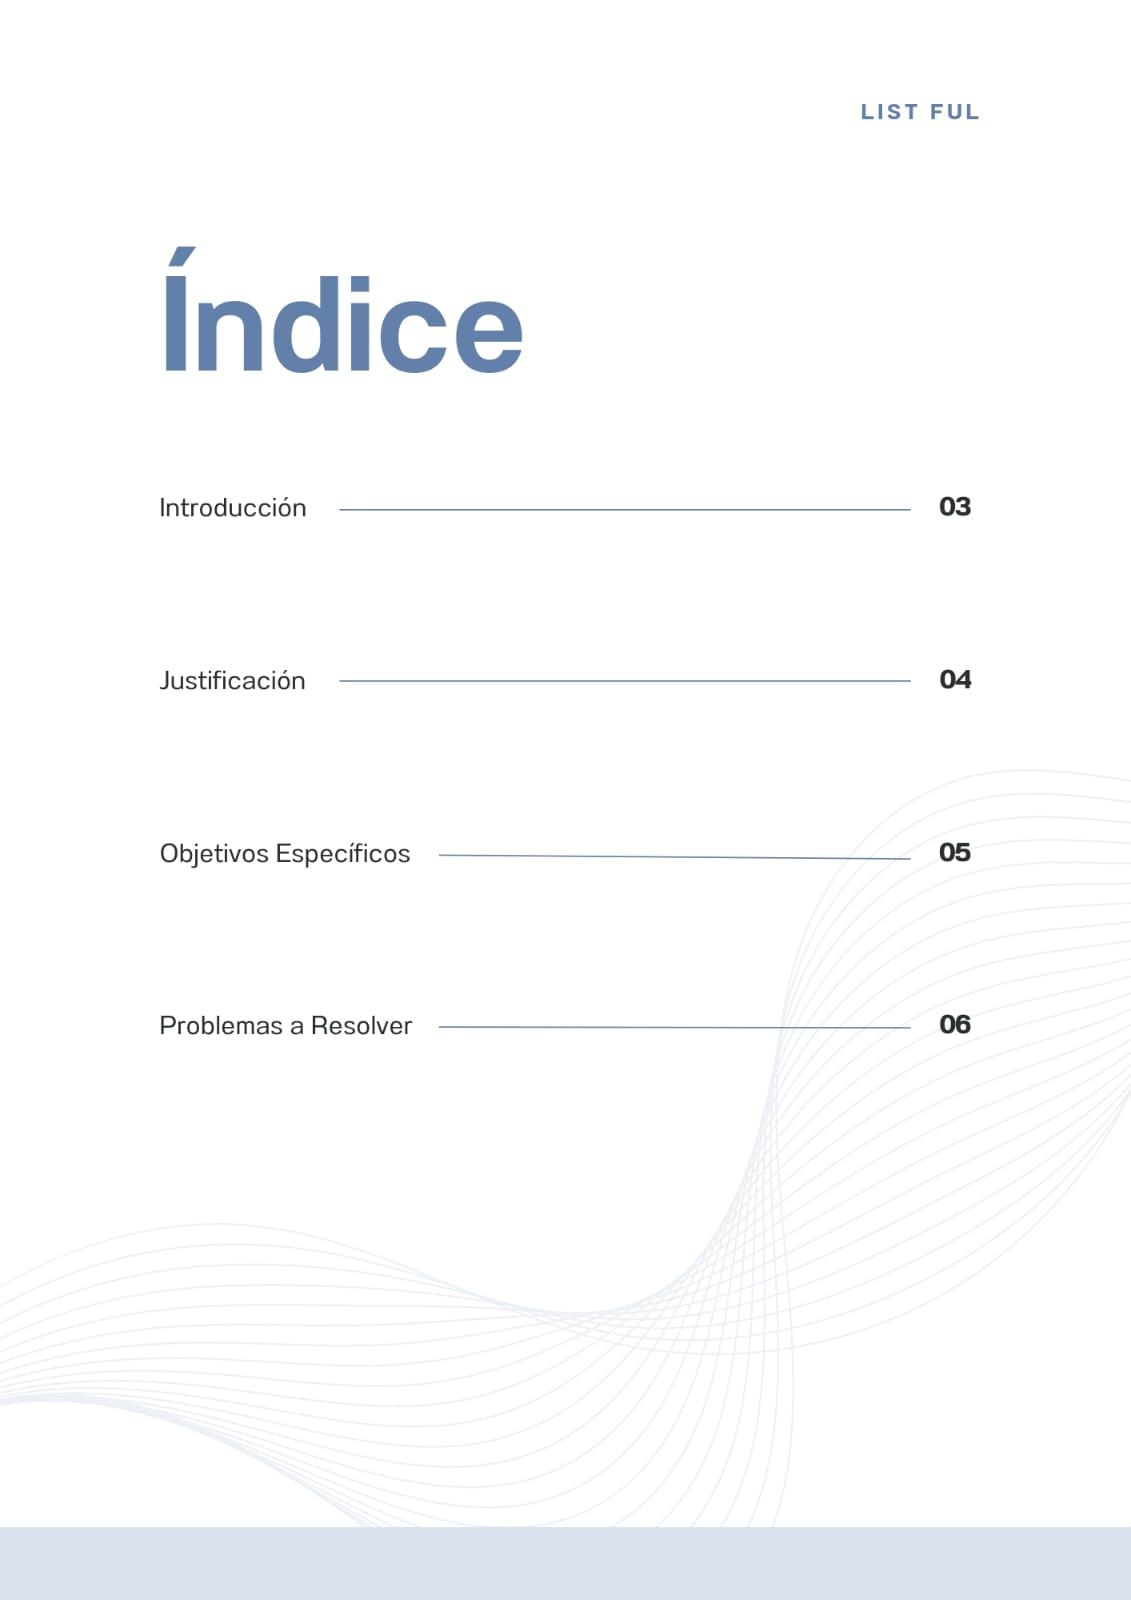 LIST FUL
Índice
Introducción 03
Justificación 04
Objetivos Específicos 05
Problemas a Resolver 06